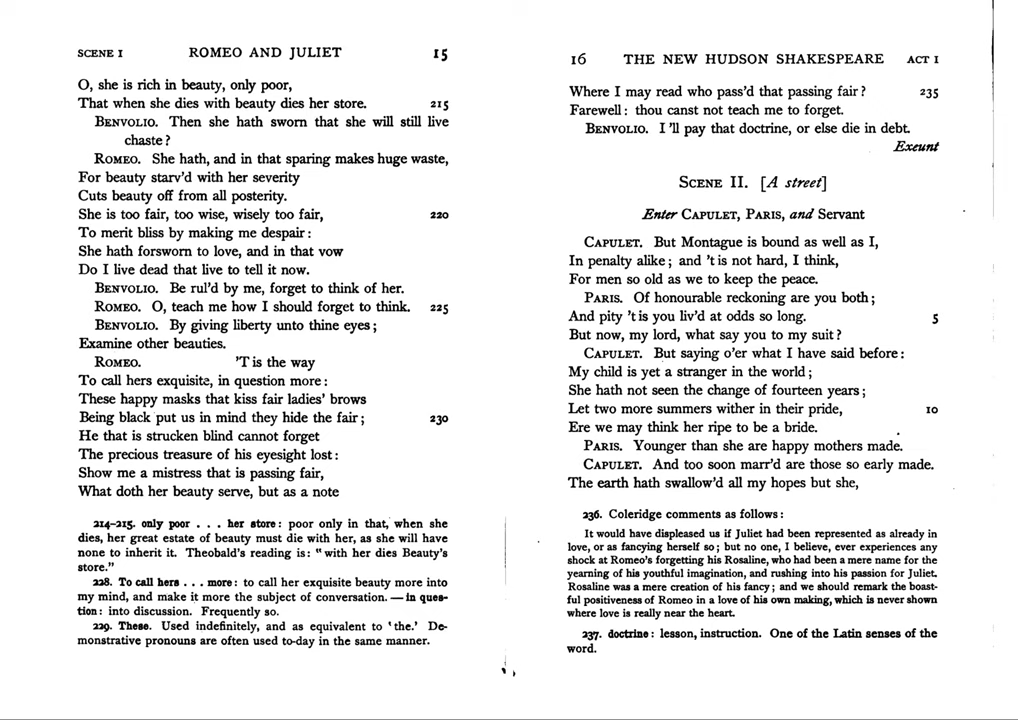 SCENE I ROMEO AND JULIET 15
O, she is rich in beauty, only poor,
That when she dies with beauty dies her store. 215
BENVOLIO. Then she hath sworn that she will still live
chaste ?
ROMEO. She hath, and in that sparing makes huge waste,
For beauty starv'd with her severity
Cuts beauty off from all posterity.
She is too fair, too wise, wisely too fair, 220
To merit bliss by making me despair :
She hath forsworn to love, and in that vow
Do I live dead that live to tell it now.
BENVOLIO. Be rul'd by me, forget to think of her.
ROMEO. O, teach me how I should forget to think. 225
BENVOLIO. By giving liberty unto thine eyes ;
Examine other beauties.
ROMEO. 'T is the way
To call hers exquisite, in question more :
These happy masks that kiss fair ladies' brows
Being black put us in mind they hide the fair ; 230
He that is strucken blind cannot forget
The precious treasure of his eyesight lost :
Show me a mistress that is passing fair,
What doth her beauty serve, but as a note
214-215. only poor . . . her store : poor only in that, when she
dies, her great estate of beauty must die with her, as she will have
none to inherit it. Theobald's reading is : "with her dies Beauty's
store."
228. To call hers . . . more : to call her exquisite beauty more into
my mind, and make it more the subject of conversation. — in ques-
tion : into discussion. Frequently so.
229. These. Used indefinitely, and as equivalent to 'the.' De-
monstrative pronouns are often used to-day in the same manner.
16 THE NEW HUDSON SHAKESPEARE ACT I
Where I may read who pass'd that passing fair ? 235
Farewell : thou canst not teach me to forget.
BENVOLIO. I 'll pay that doctrine, or else die in debt.
Exeunt
SCENE II. [A street]
Enter CAPULET, PARIS, and Servant
CAPULET. But Montague is bound as well as I,
In penalty alike ; and 't is not hard, I think,
For men so old as we to keep the peace.
PARIS. Of honourable reckoning are you both ;
And pity 't is you liv'd at odds so long. 5
But now, my lord, what say you to my suit ?
CAPULET. But saying o'er what I have said before :
My child is yet a stranger in the world ;
She hath not seen the change of fourteen years ;
Let two more summers wither in their pride, 10
Ere we may think her ripe to be a bride.
PARIS. Younger than she are happy mothers made.
CAPULET. And too soon marr'd are those so early made.
The earth hath swallow'd all my hopes but she,
236. Coleridge comments as follows :
It would have displeased us if Juliet had been represented as already in
love, or as fancying herself so ; but no one, I believe, ever experiences any
shock at Romeo's forgetting his Rosaline, who had been a mere name for the
yearning of his youthful imagination, and rushing into his passion for Juliet.
Rosaline was a mere creation of his fancy ; and we should remark the boast-
ful positiveness of Romeo in a love of his own making, which is never shown
where love is really near the heart.
237. doctrine : lesson, instruction. One of the Latin senses of the
word.